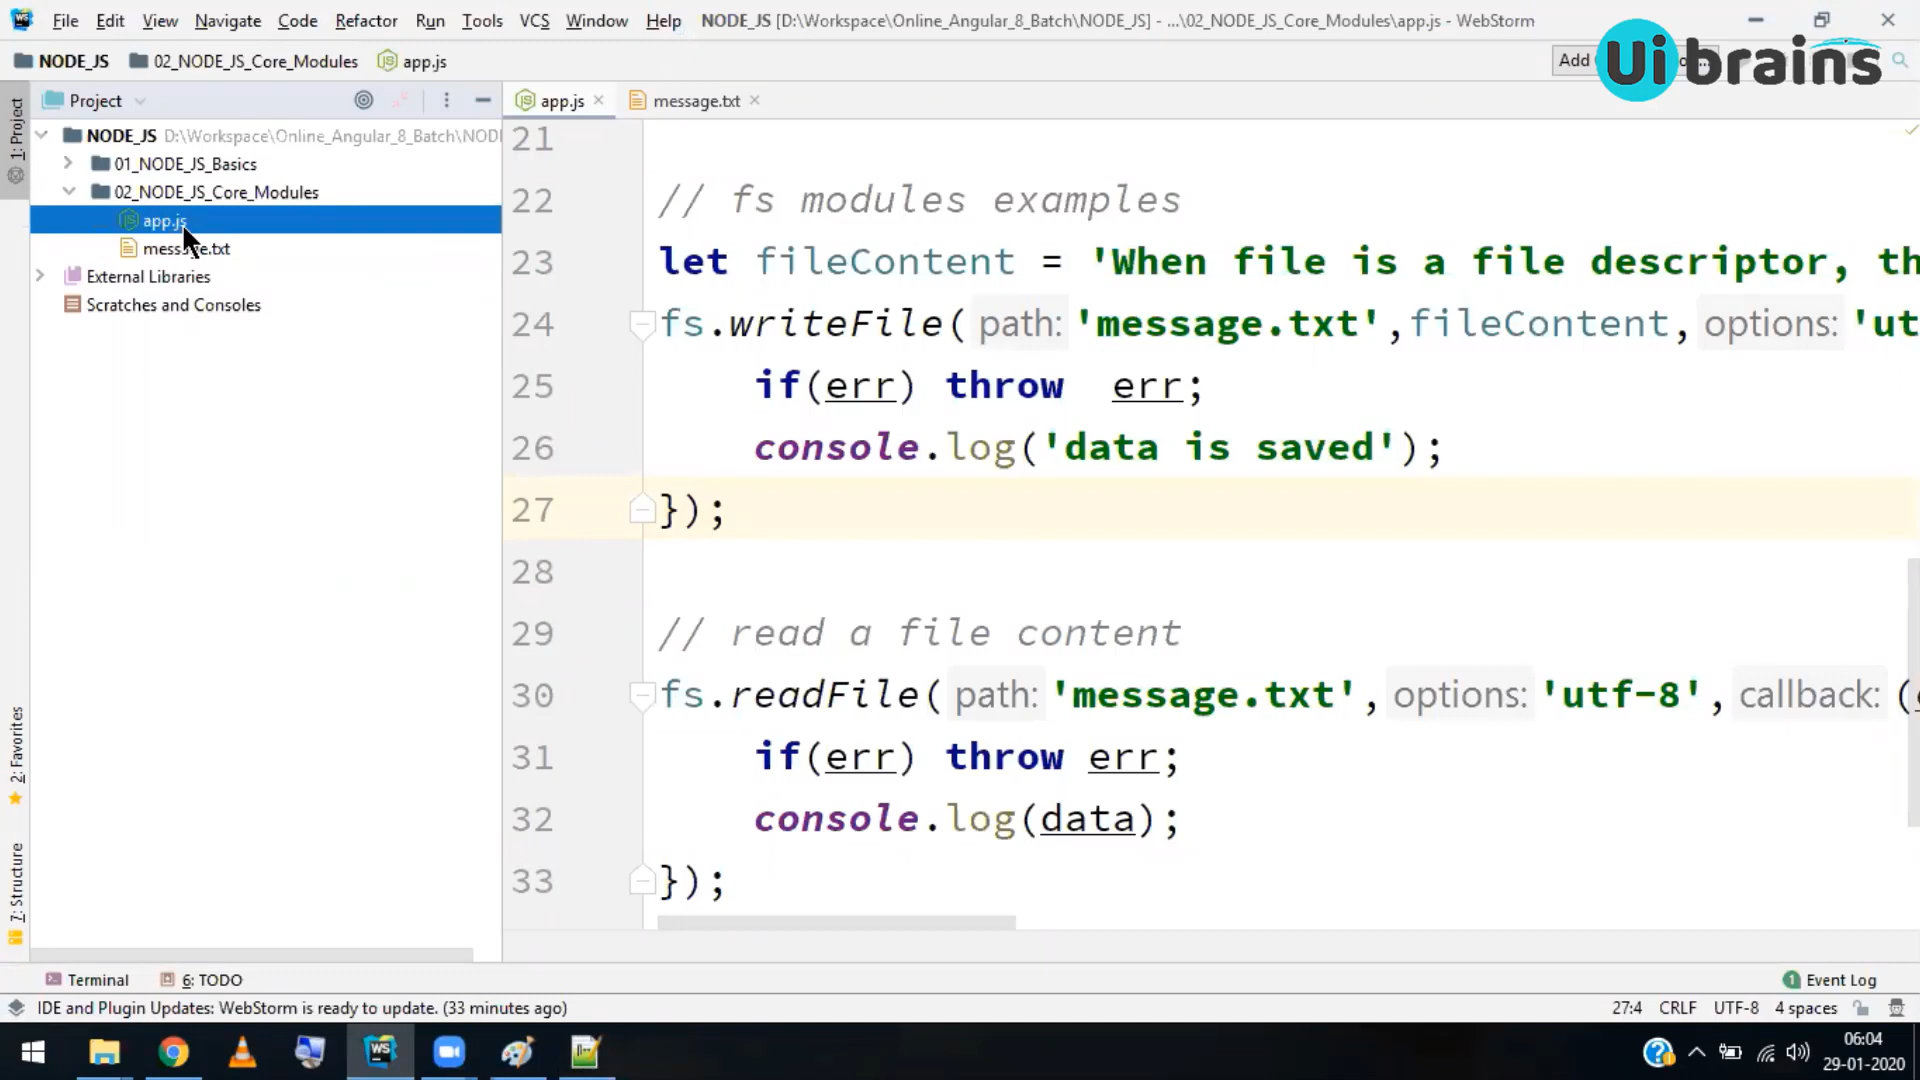 File Edit View Navigate Code Refactor Run Tools VCS Window Help NODE_JS [D:\Workspace\Online_Angular_8_Batch\NODE_JS] - ...\02_NODE_JS_Core_Modules\app.js - WebStorm
NODE_JS 02_NODE_JS_Core_Modules app.js Add
Ui brains
1: Project
Project
app.js message.txt
NODE_JS D:\Workspace\Online_Angular_8_Batch\NODE
01_NODE_JS_Basics
02_NODE_JS_Core_Modules
app.js
message.txt
External Libraries
Scratches and Consoles
2: Favorites
7: Structure
21
22 // fs modules examples
23 let fileContent = 'When file is a file descriptor, th
24 fs.writeFile( path: 'message.txt',fileContent, options: 'ut
25 if(err) throw  err;
26 console.log('data is saved');
27 });
28
29 // read a file content
30 fs.readFile( path: 'message.txt', options: 'utf-8', callback: (
31 if(err) throw err;
32 console.log(data);
33 });
Terminal 6: TODO 1 Event Log
IDE and Plugin Updates: WebStorm is ready to update. (33 minutes ago) 27:4 CRLF UTF-8 4 spaces
WS
06:04
29-01-2020